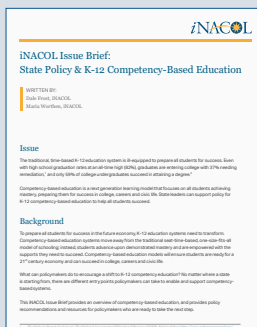 iNACOL
iNACOL Issue Brief:
State Policy & K-12 Competency-Based Education
WRITTEN BY:
Dale Frost, iNACOL
Maria Worthen, iNACOL
Issue
The traditional, time-based K-12 education system is ill-equipped to prepare all students for success. Even
with high school graduation rates at an all-time high (82%), graduates are entering college with 37% needing
remediation, and only 59% of college undergraduates succeed in attaining a degree.
Competency-based education is a next generation learning model that focuses on all students achieving
mastery, preparing them for success in college, careers and civic life. State leaders can support policy for
K-12 competency-based education to help all students succeed.
Background
To prepare all students for success in the future economy, K-12 education systems need to transform.
Competency-based education systems move away from the traditional seat-time-based, one-size-fits-all
model of schooling; instead, students advance upon demonstrated mastery and are empowered with the
supports they need to succeed. Competency-based education models will ensure students are ready for a
21st century economy and can succeed in college, careers and civic life.
What can policymakers do to encourage a shift to K-12 competency education? No matter where a state
is starting from, there are different entry points policymakers can take to enable and support competency-
based systems.
This iNACOL Issue Brief provides an overview of competency-based education, and provides policy
recommendations and resources for policymakers who are ready to take the next step.